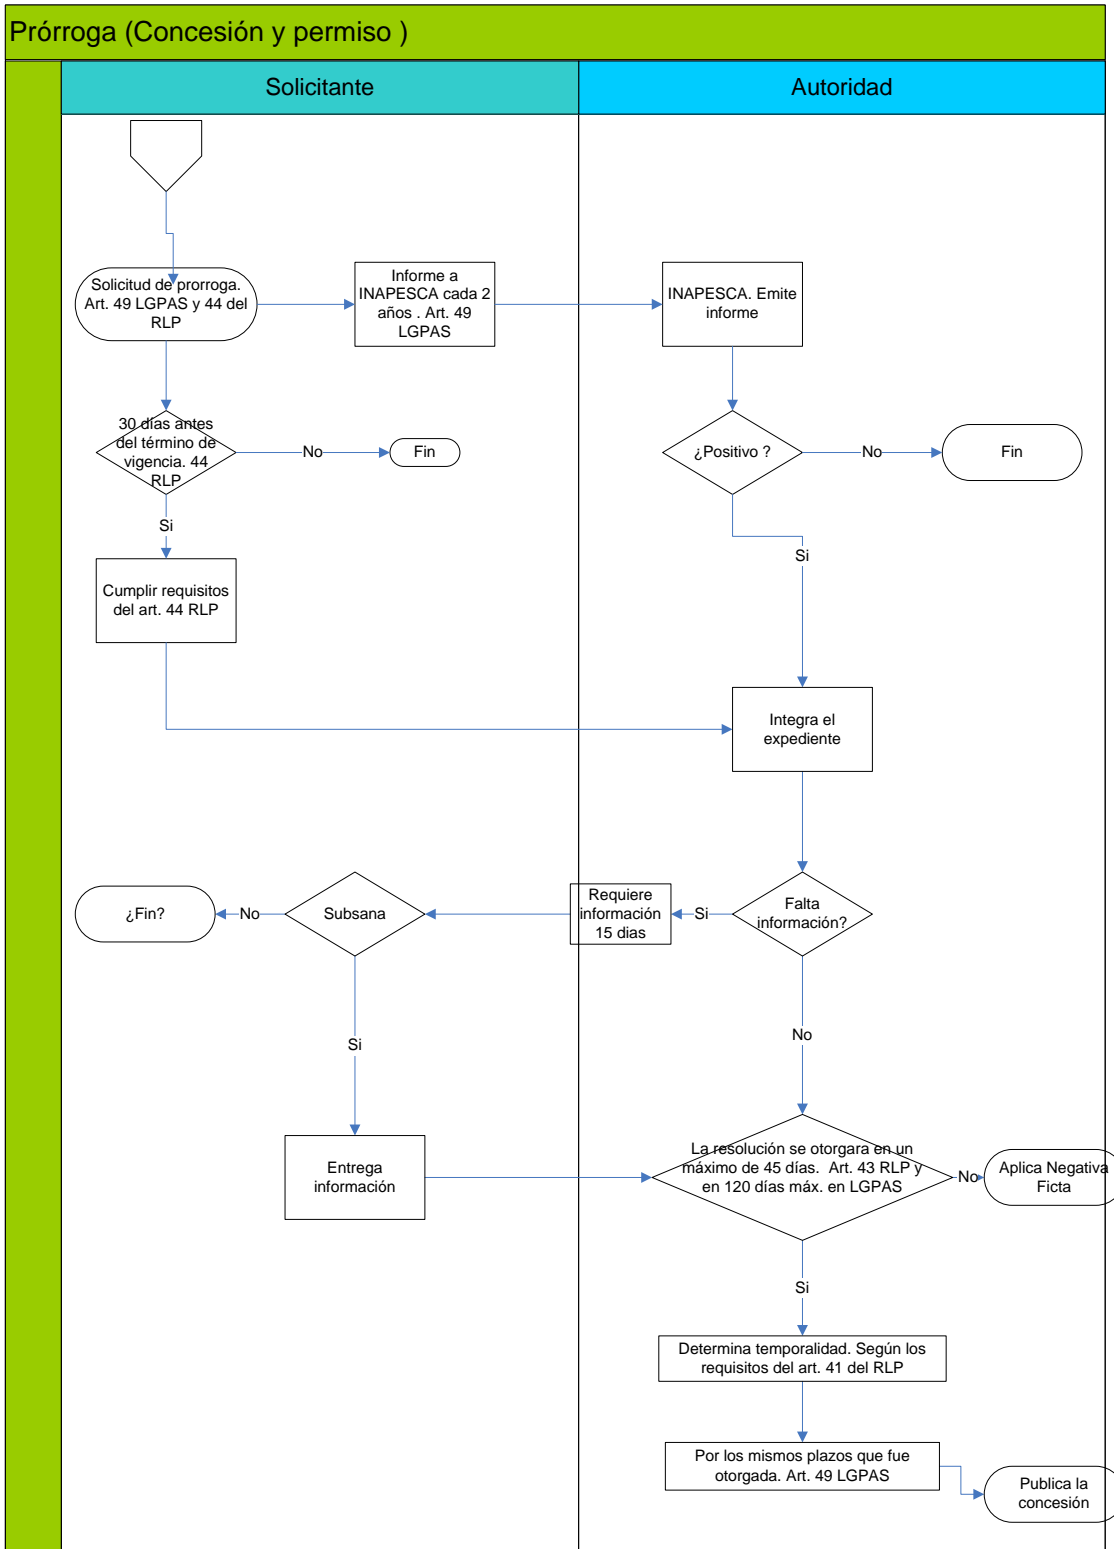 Prórroga (Concesión y permiso )
Solicitante
Autoridad
Solicitud de prorroga.
Art. 49 LGPAS y 44 del
RLP
Informe a
INAPESCA cada 2
años . Art. 49
LGPAS
INAPESCA. Emite
informe
30 días antes
del término de
vigencia. 44
RLP
No
Fin
¿Positivo ?
No
Fin
Si
Si
Cumplir requisitos
del art. 44 RLP
Integra el
expediente
¿Fin?
No
Subsana
Requiere
información
15 dias
Si
Falta
información?
Si
No
Entrega
información
La resolución se otorgara en un
máximo de 45 días.  Art. 43 RLP y
en 120 días máx. en LGPAS
No
Aplica Negativa
Ficta
Si
Determina temporalidad. Según los
requisitos del art. 41 del RLP
Por los mismos plazos que fue
otorgada. Art. 49 LGPAS
Publica la
concesión